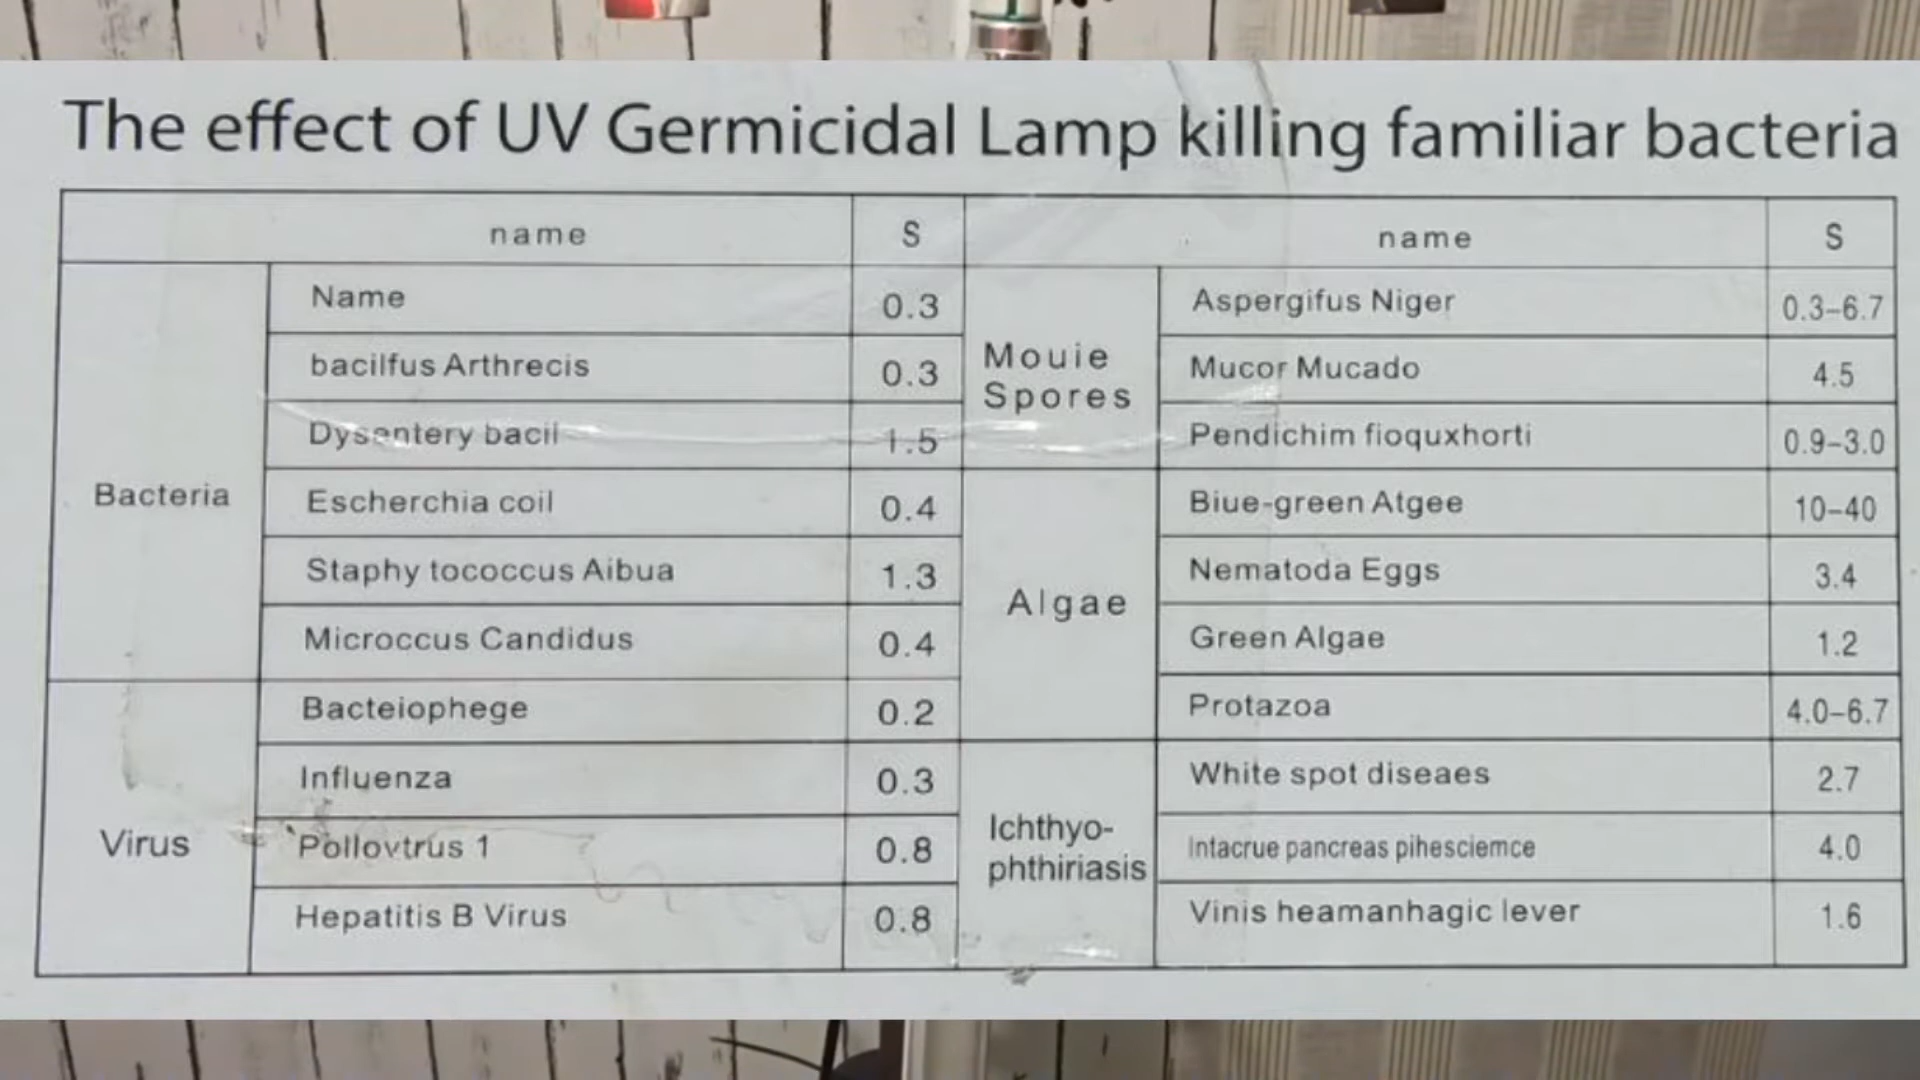 The effect of UV Germicidal Lamp killing familiar bacteria
name S name S
Bacteria
Name 0.3
bacilfus Arthrecis 0.3
Dysentery bacii 1.5
Escherchia coil 0.4
Staphy tococcus Aibua 1.3
Microccus Candidus 0.4
Virus
Bacteiophege 0.2
Influenza 0.3
Pollovtrus 1 0.8
Hepatitis B Virus 0.8
Mouie
Spores
Aspergifus Niger 0.3–6.7
Mucor Mucado 4.5
Pendichim fioquxhorti 0.9–3.0
Algae
Biue-green Atgee 10–40
Nematoda Eggs 3.4
Green Algae 1.2
Protazoa 4.0–6.7
Ichthyo-
phthiriasis
White spot diseaes 2.7
Intacrue pancreas pihesciemce 4.0
Vinis heamanhagic lever 1.6